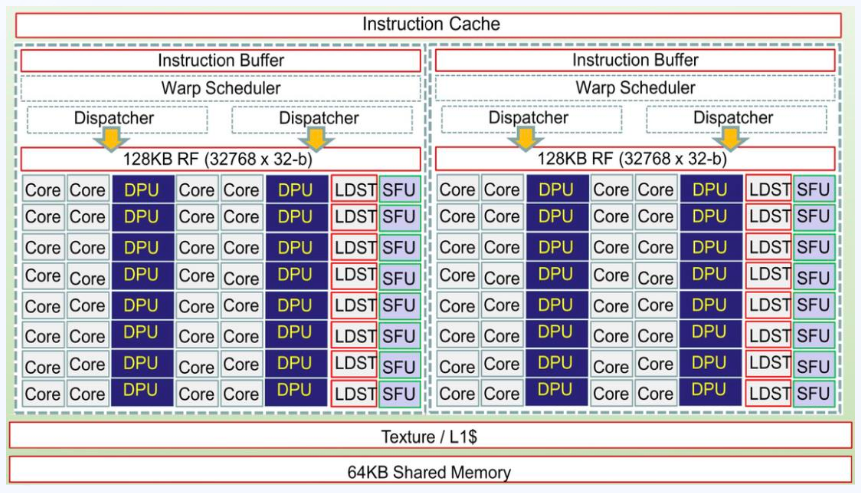 Instruction Cache
Instruction Buffer Instruction Buffer
Warp Scheduler Warp Scheduler
Dispatcher Dispatcher Dispatcher Dispatcher
128KB RF (32768 x 32-b) 128KB RF (32768 x 32-b)
Core Core DPU Core Core DPU LDST SFU Core Core DPU Core Core DPU LDST SFU
Core Core DPU Core Core DPU LDST SFU Core Core DPU Core Core DPU LDST SFU
Core Core DPU Core Core DPU LDST SFU Core Core DPU Core Core DPU LDST SFU
Core Core DPU Core Core DPU LDST SFU Core Core DPU Core Core DPU LDST SFU
Core Core DPU Core Core DPU LDST SFU Core Core DPU Core Core DPU LDST SFU
Core Core DPU Core Core DPU LDST SFU Core Core DPU Core Core DPU LDST SFU
Core Core DPU Core Core DPU LDST SFU Core Core DPU Core Core DPU LDST SFU
Core Core DPU Core Core DPU LDST SFU Core Core DPU Core Core DPU LDST SFU
Texture / L1$
64KB Shared Memory